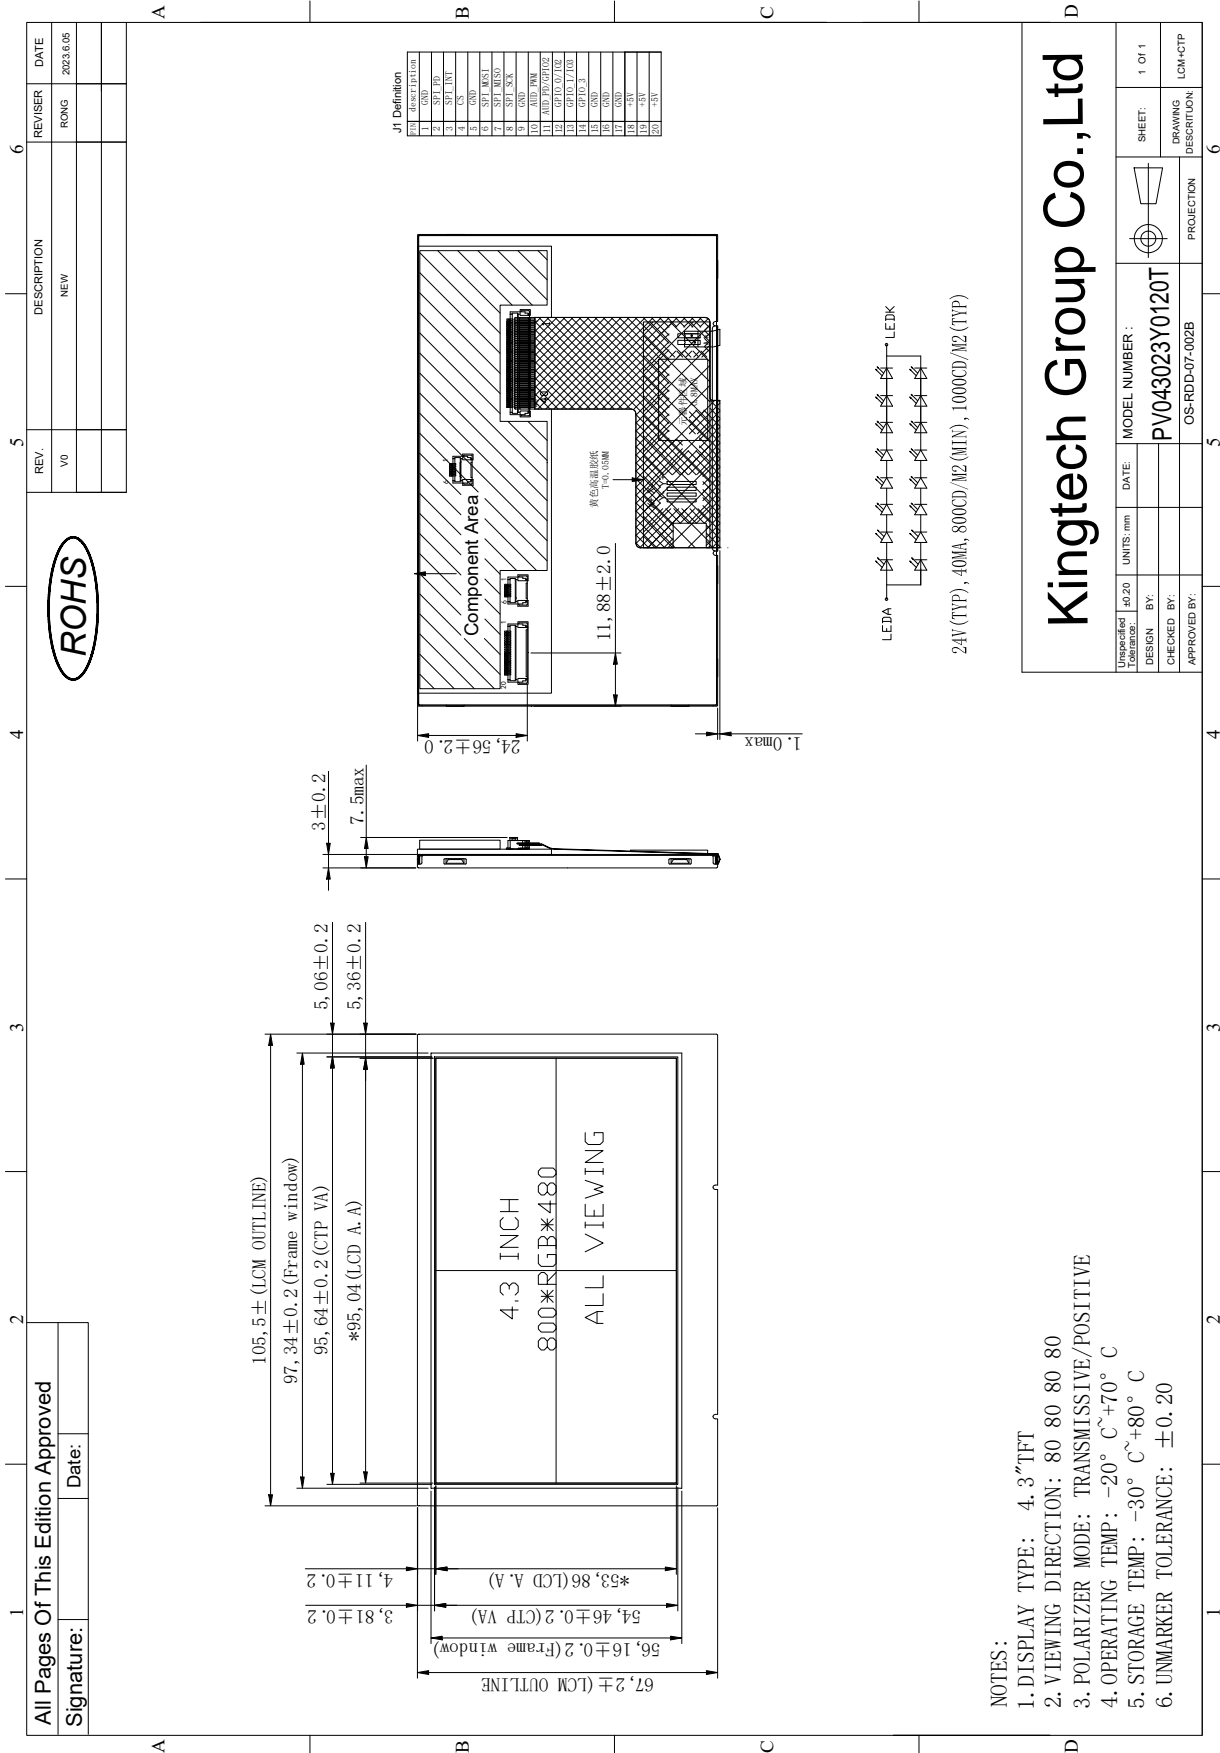 All Pages Of This Edition Approved
Signature:
Date:
ROHS
REV. DESCRIPTION REVISER DATE
V0 NEW RONG 2023.6.05
1 2 3 4 5 6
A
B
C
D
105,5± (LCM OUTLINE)
97,34±0.2(Frame window)
95,64±0.2(CTP VA)
*95,04(LCD A.A)
5,06±0.2
5,36±0.2
3±0.2
7.5max
67,2± (LCM OUTLINE
56,16±0.2(Frame window)
54,46±0.2(CTP VA)
*53,86(LCD A.A)
3,81±0.2
4,11±0.2
4.3 INCH
800*RGB*480
ALL VIEWING
24,56±2.0
11,88±2.0
1.0max
Component Area
黄色高温胶纸
T=0.05MM
J1 Definition
PIN description
1 GND
2 SPI_PD
3 SPI_INT
4 CS
5 GND
6 SPI_MOSI
7 SPI_MISO
8 SPI_SCK
9 GND
10 AUD_PWM
11 AUD_PD/GPIO2
12 GPIO_0/IO2
13 GPIO_1/IO3
14 GPIO_3
15 GND
16 GND
17 GND
18 +5V
19 +5V
20 +5V
LEDA
LEDK
24V(TYP),40MA,800CD/M2(MIN),1000CD/M2(TYP)
NOTES:
1.DISPLAY TYPE: 4.3"TFT
2.VIEWING DIRECTION: 80 80 80 80
3.POLARIZER MODE: TRANSMISSIVE/POSITIVE
4.OPERATING TEMP: -20° C~+70° C
5.STORAGE TEMP: -30° C~+80° C
6.UNMARKER TOLERANCE: ±0.20
Kingtech Group Co.,Ltd
Unspecified Tolerance: ±0.20
UNITS: mm
DATE:
DESIGN BY:
CHECKED BY:
APPROVED BY:
MODEL NUMBER :
PV043023Y0120T
OS-RDD-07-002B
PROJECTION
SHEET: 1 Of 1
DRAWING DESCRITUON: LCM+CTP
1 2 3 4 5 6
A
B
C
D